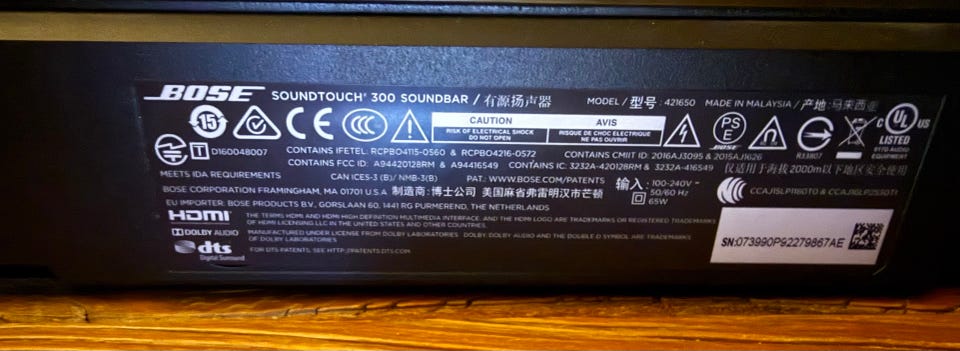 BOSE SOUNDTOUCH® 300 SOUNDBAR / 有源扬声器 MODEL / 型号: 421650 MADE IN MALAYSIA / 产地: 马来西亚
15 CE CCC CAUTION AVIS PSE BOSE R33807 C UL US LISTED
RISK OF ELECTRICAL SHOCK DO NOT OPEN RISQUE DE CHOC ELECTRIQUE NE PAS OUVRIR 817D AUDIO EQUIPMENT
T D160048007 CONTAINS IFETEL: RCPBO4115-0560 & RCPBO4216-0572 CONTAINS CMIT ID: 2016AJ3095 & 2015AJ1626
CONTAINS FCC ID: A94420128RM & A94416549 CONTAINS IC: 3232A-420128RM & 3232A-416549 仅适用于海拔2000m以下地区安全使用
MEETS IDA REQUIREMENTS CAN ICES-3 (B)/ NMB-3(B) PAT.: WWW.BOSE.COM/PATENTS
BOSE CORPORATION FRAMINGHAM, MA 01701 U.S.A 制造商: 博士公司 美国麻省弗雷明汉市芒顿 输入: 100-240V~ 50/60 Hz 65W
EU IMPORTER: BOSE PRODUCTS B.V., GORSLAAN 60, 1441 RG PURMEREND, THE NETHERLANDS
HDMI THE TERMS HDMI AND HDMI HIGH DEFINITION MULTIMEDIA INTERFACE, AND THE HDMI LOGO ARE TRADEMARKS OR REGISTERED TRADEMARKS
OF HDMI LICENSING LLC IN THE UNITED STATES AND OTHER COUNTRIES.
DOLBY AUDIO MANUFACTURED UNDER LICENSE FROM DOLBY LABORATORIES DOLBY, DOLBY AUDIO AND THE DOUBLE D SYMBOL ARE TRADEMARKS
OF DOLBY LABORATORIES
dts Digital Surround FOR DTS PATENTS, SEE HTTP://PATENTS.DTS.COM
SN:073990P92279867AE